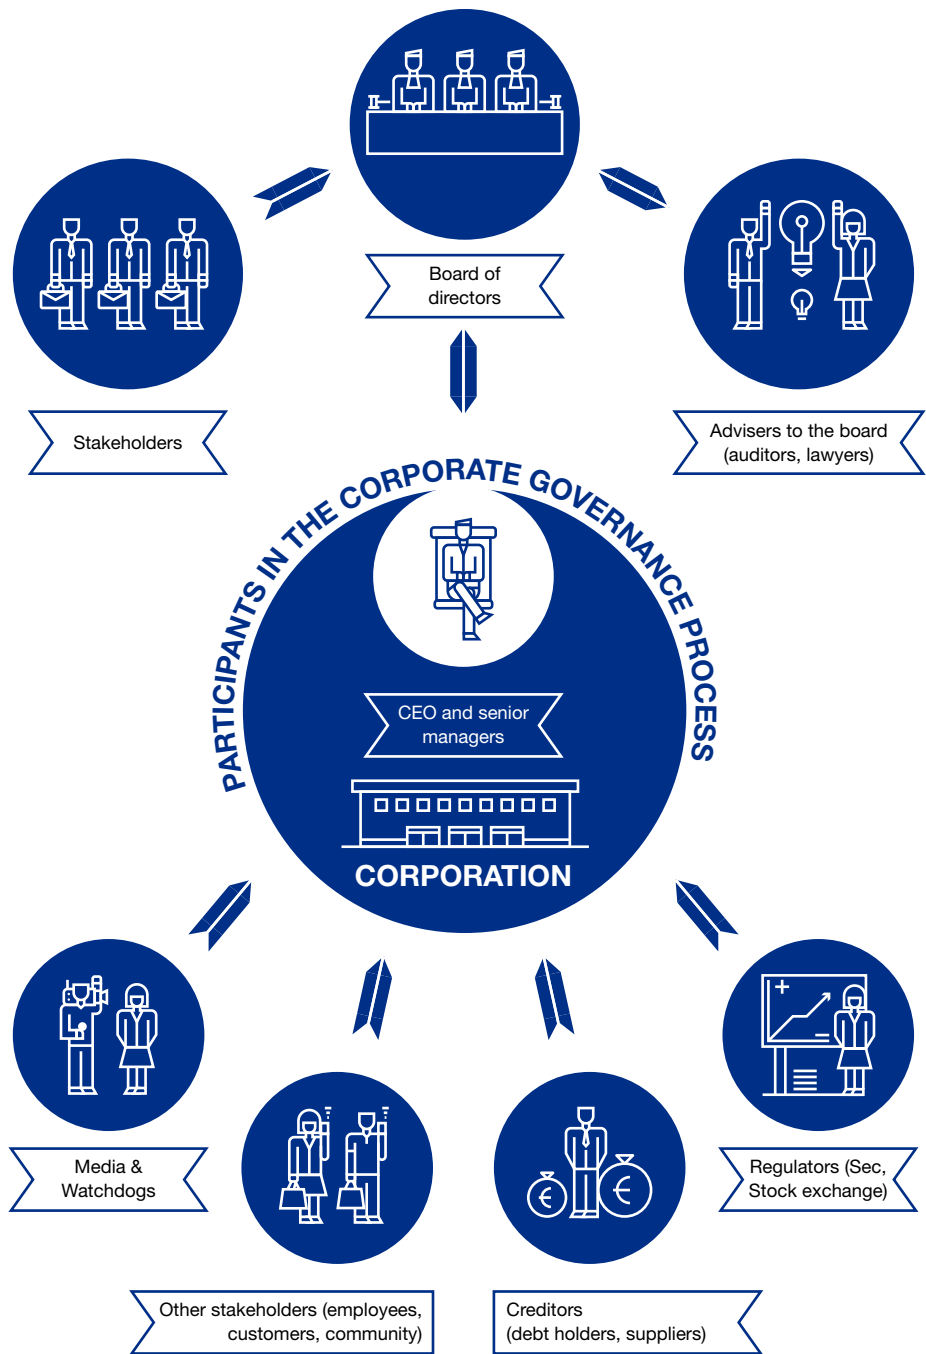 Board of
directors
Stakeholders
Advisers to the board
(auditors, lawyers)
PARTICIPANTS IN THE CORPORATE GOVERNANCE PROCESS
CEO and senior
managers
CORPORATION
Media &
Watchdogs
Regulators (Sec,
Stock exchange)
Other stakeholders (employees,
customers, community)
Creditors
(debt holders, suppliers)
€
€
+
−